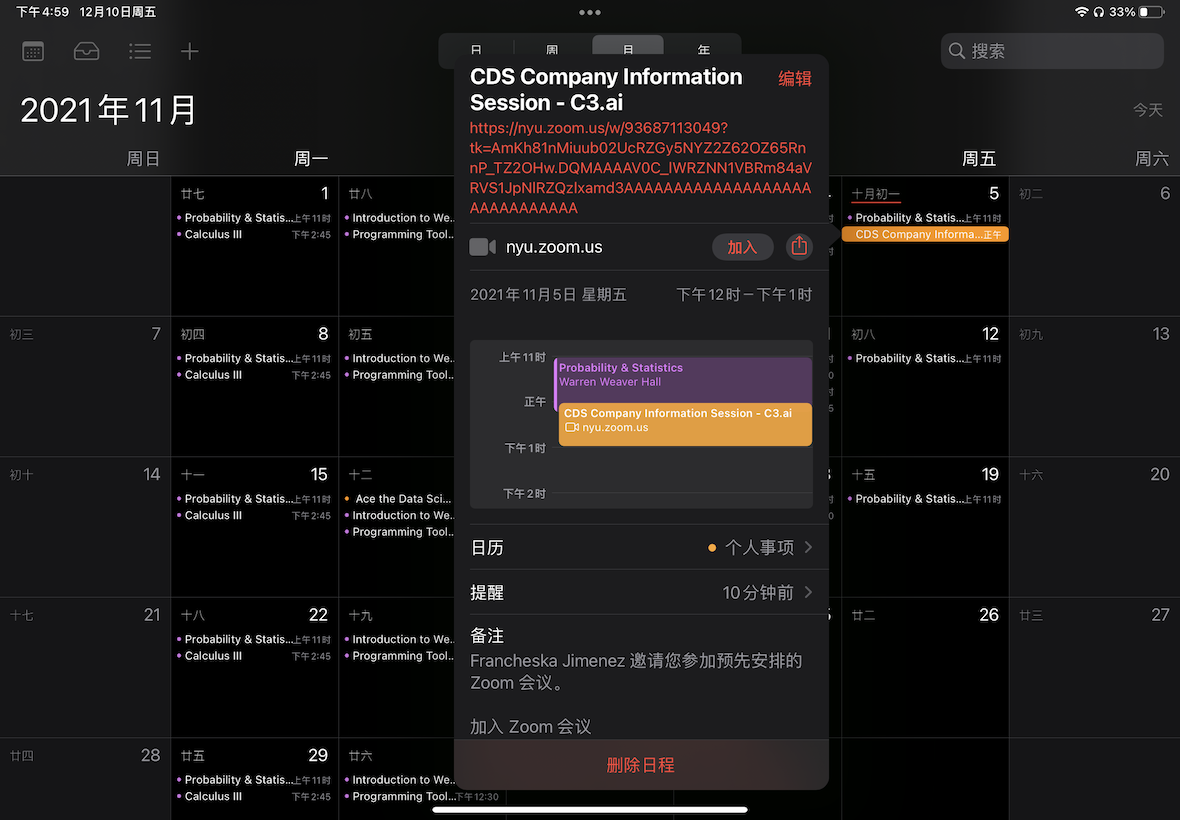 下午4:59 12月10日周五
33%
日 周 月 年
搜索
2021年11月
今天
周日 周一 周五 周六
廿七 1
Probability & Statis...上午11时
Calculus III 下午2:45
廿八
Introduction to We...
Programming Tool...
十月初一 5
Probability & Statis...上午11时
CDS Company Informa...正午
初二 6
初三 7
初四 8
Probability & Statis...上午11时
Calculus III 下午2:45
初五
Introduction to We...
Programming Tool...
初八 12
Probability & Statis...上午11时
初九 13
初十 14
十一 15
Probability & Statis...上午11时
Calculus III 下午2:45
十二
Ace the Data Sci...
Introduction to We...
Programming Tool...
十五 19
Probability & Statis...上午11时
十六 20
十七 21
十八 22
Probability & Statis...上午11时
Calculus III 下午2:45
十九
Introduction to We...
Programming Tool...
廿二 26
廿三 27
廿四 28
廿五 29
Probability & Statis...上午11时
Calculus III 下午2:45
廿六
Introduction to We...
Programming Tool...下午12:30
CDS Company Information
Session - C3.ai
编辑
https://nyu.zoom.us/w/93687113049?
tk=AmKh81nMiuub02UcRZGy5NYZ2Z62OZ65Rn
nP_TZ2OHw.DQMAAAAV0C_IWRZNN1VBRm84aV
RVS1JpNlRZQzIxamd3AAAAAAAAAAAAAAAAAAA
AAAAAAAAAAAA
nyu.zoom.us 加入
2021年11月5日 星期五 下午12时－下午1时
上午11时
Probability & Statistics
Warren Weaver Hall
正午
CDS Company Information Session - C3.ai
nyu.zoom.us
下午1时
下午2时
日历 个人事项
提醒 10分钟前
备注
Francheska Jimenez 邀请您参加预先安排的
Zoom 会议。
加入 Zoom 会议
删除日程